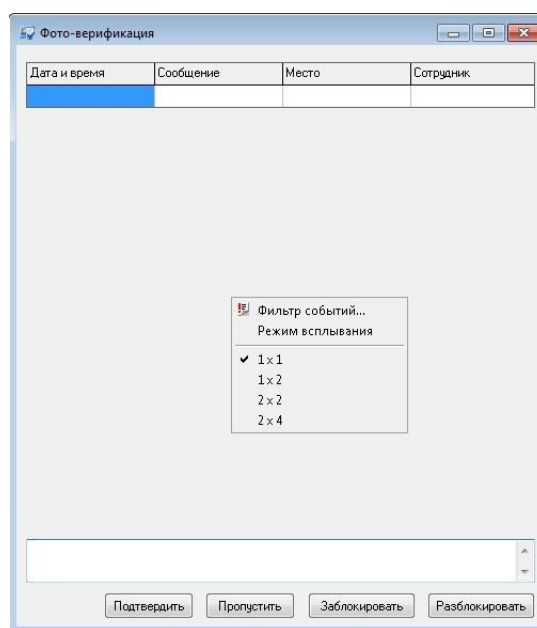 Фото-верификация
Дата и время Сообщение Место Сотрудник
Фильтр событий...
Режим всплывания
1 x 1
1 x 2
2 x 2
2 x 4
Подтвердить Пропустить Заблокировать Разблокировать